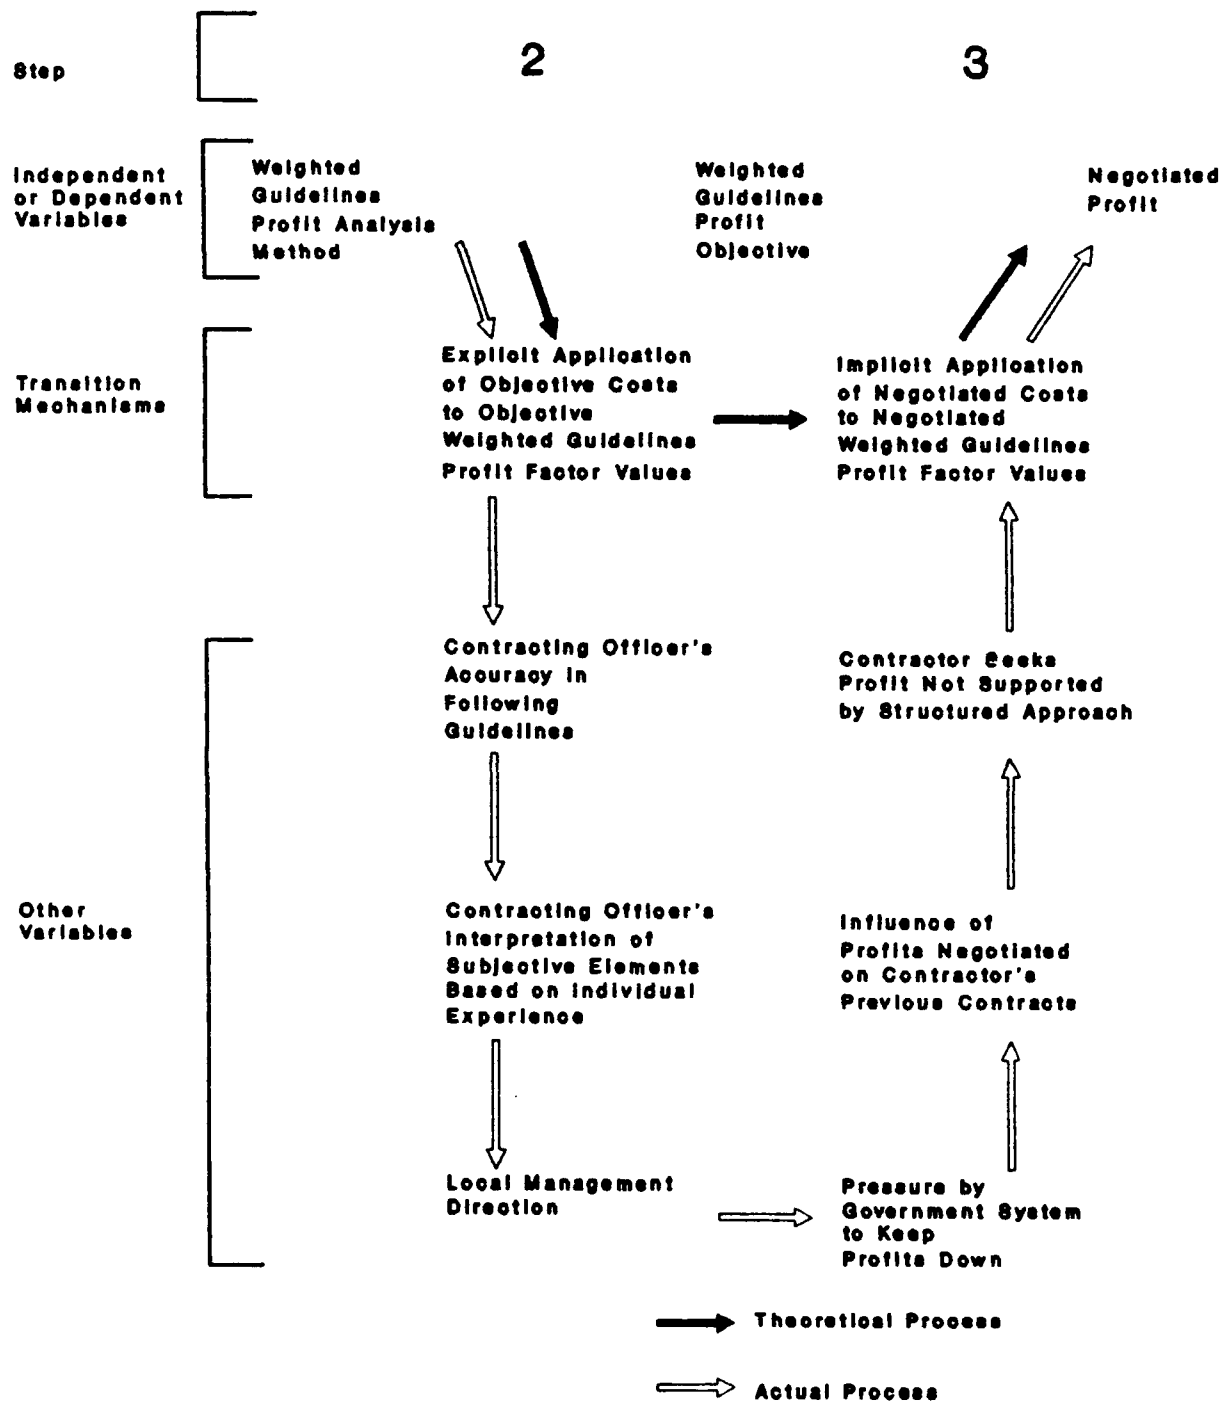 Step
2
3
Independent
or Dependent
Variables
Weighted
Guidelines
Profit Analysis
Method
Weighted
Guidelines
Profit
Objective
Negotiated
Profit
Transition
Mechanisms
Explicit Application
of Objective Costs
to Objective
Weighted Guidelines
Profit Factor Values
Implicit Application
of Negotiated Costs
to Negotiated
Weighted Guidelines
Profit Factor Values
Other
Variables
Contracting Officer's
Accuracy in
Following
Guidelines
Contractor Seeks
Profit Not Supported
by Structured Approach
Contracting Officer's
Interpretation of
Subjective Elements
Based on Individual
Experience
Influence of
Profits Negotiated
on Contractor's
Previous Contracts
Local Management
Direction
Pressure by
Government System
to Keep
Profits Down
Theoretical Process
Actual Process